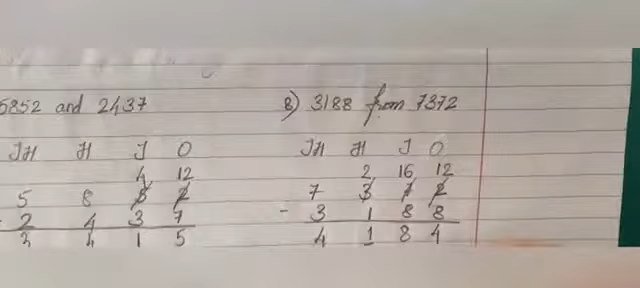 5852 and 2437
8) 3188 from 7372
TH H T O
4 12
5 8 5 2
- 2 4 3 7
3 4 1 5
TH H T O
2 16 12
7 3 7 2
- 3 1 8 8
4 1 8 4